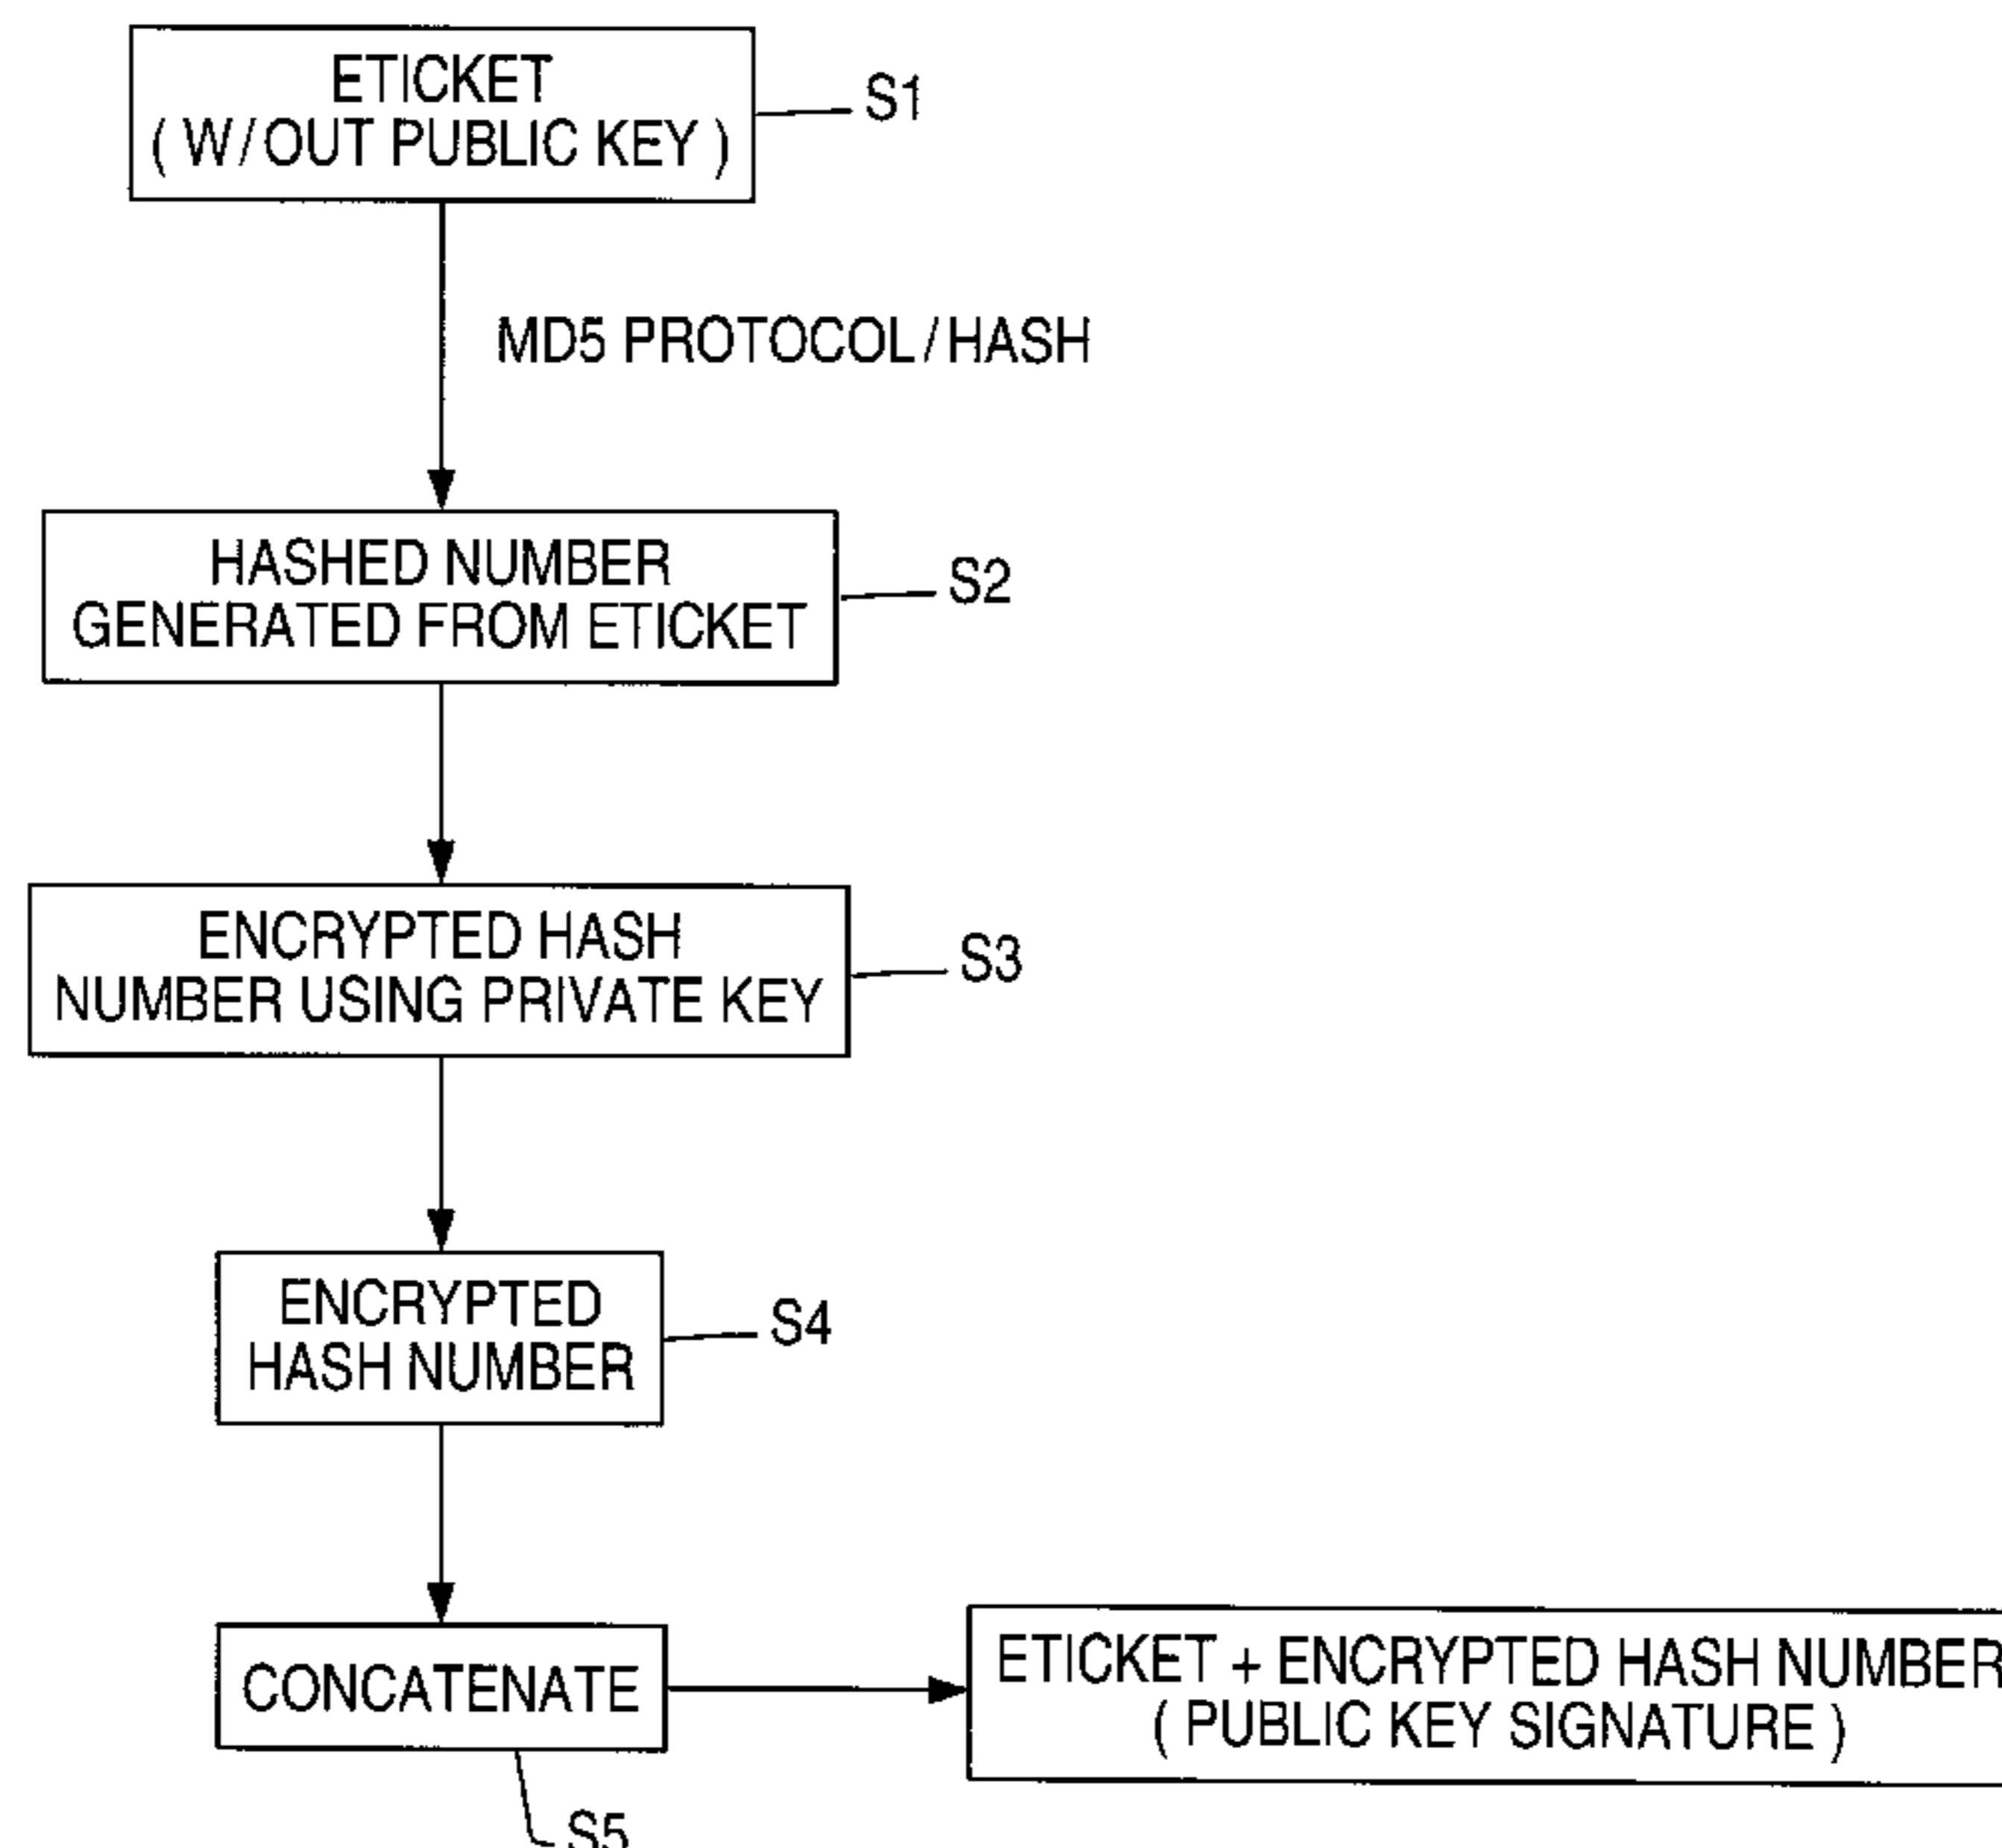 ETICKET
( W/OUT PUBLIC KEY )
S1
MD5 PROTOCOL/HASH
HASHED NUMBER
GENERATED FROM ETICKET
S2
ENCRYPTED HASH
NUMBER USING PRIVATE KEY
S3
ENCRYPTED
HASH NUMBER
S4
CONCATENATE
S5
ETICKET + ENCRYPTED HASH NUMBER
( PUBLIC KEY SIGNATURE )